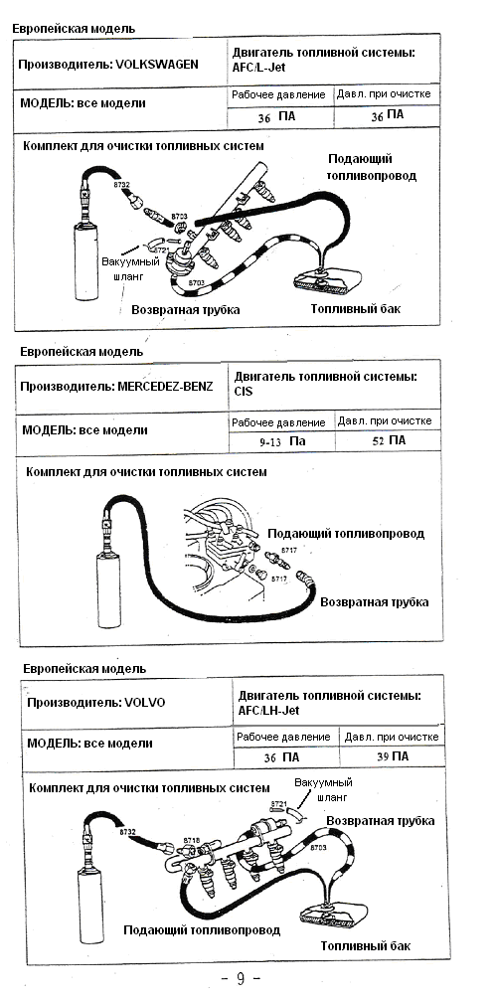 Европейская модель
Производитель: VOLKSWAGEN
Двигатель топливной системы:
AFC/L-Jet
МОДЕЛЬ: все модели
Рабочее давление
Давл. при очистке
36 ПА
36 ПА
Комплект для очистки топливных систем
Подающий
топливопровод
8732
8703
8721
Вакуумный
шланг
8703
Возвратная трубка
Топливный бак
Европейская модель
Производитель: MERCEDEZ-BENZ
Двигатель топливной системы:
CIS
МОДЕЛЬ: все модели
Рабочее давление
Давл. при очистке
9-13 Па
52 ПА
Комплект для очистки топливных систем
Подающий топливопровод
8717
8717
Возвратная трубка
Европейская модель
Производитель: VOLVO
Двигатель топливной системы:
AFC/LH-Jet
МОДЕЛЬ: все модели
Рабочее давление
Давл. при очистке
36 ПА
39 ПА
Комплект для очистки топливных систем
Вакуумный
шланг
8721
Возвратная трубка
8732
8718
8703
Подающий топливопровод
Топливный бак
- 9 -